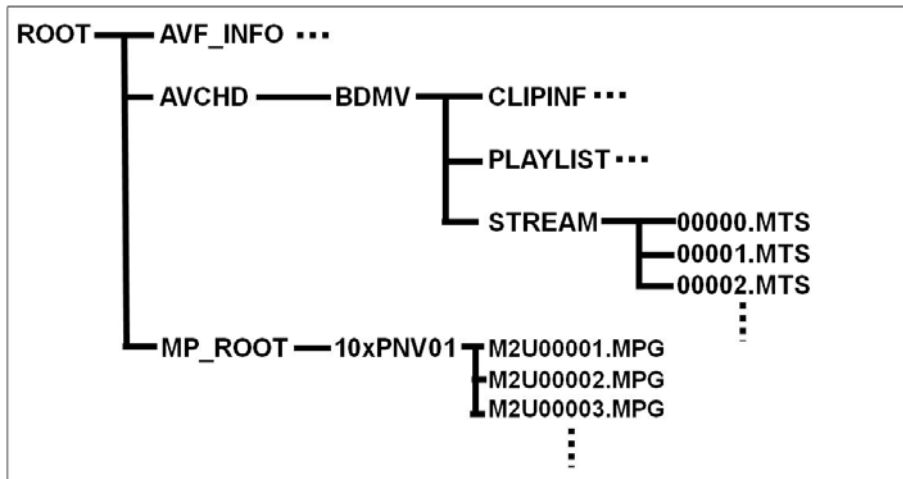 ROOT AVF_INFO
AVCHD BDMV CLIPINF
PLAYLIST
STREAM 00000.MTS
00001.MTS
00002.MTS
MP_ROOT 10xPNV01 M2U00001.MPG
M2U00002.MPG
M2U00003.MPG